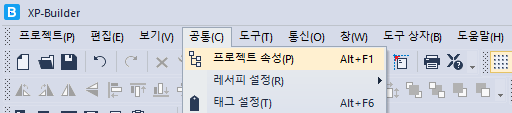 B XP-Builder
프로젝트(P) 편집(E) 보기(V) 공통(C) 도구(T) 통신(O) 창(W) 도구 상자(B) 도움말(H)
프로젝트 속성(P) Alt+F1
레서피 설정(R)
태그 설정(T) Alt+F6